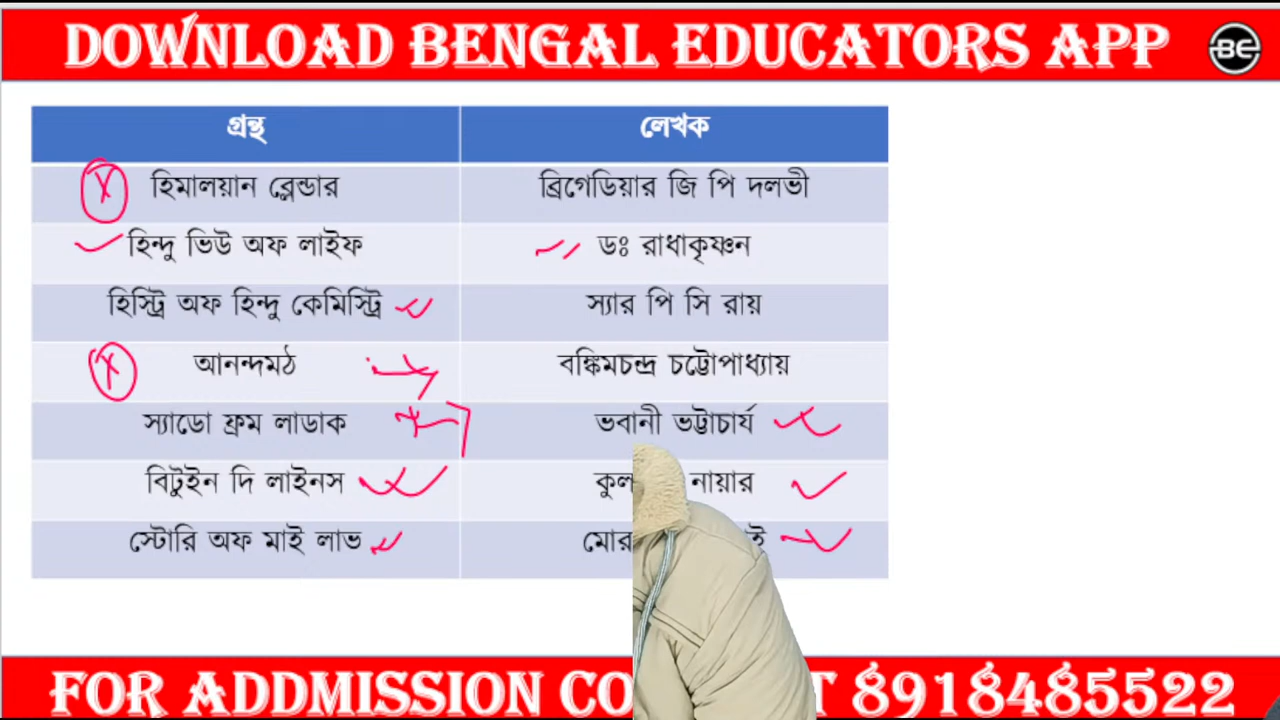 DOWNLOAD BENGAL EDUCATORS APP BE
গ্রন্থ লেখক
হিমালয়ান ব্লেন্ডার ব্রিগেডিয়ার জি পি দলভী
হিন্দু ভিউ অফ লাইফ ডঃ রাধাকৃষ্ণন
হিস্ট্রি অফ হিন্দু কেমিস্ট্রি স্যার পি সি রায়
আনন্দমঠ বঙ্কিমচন্দ্র চট্টোপাধ্যায়
স্যাডো ফ্রম লাডাক ভবানী ভট্টাচার্য
বিটুইন দি লাইনস নায়ার
স্টোরি অফ মাই লাভ
FOR ADDMISSION 8918485522